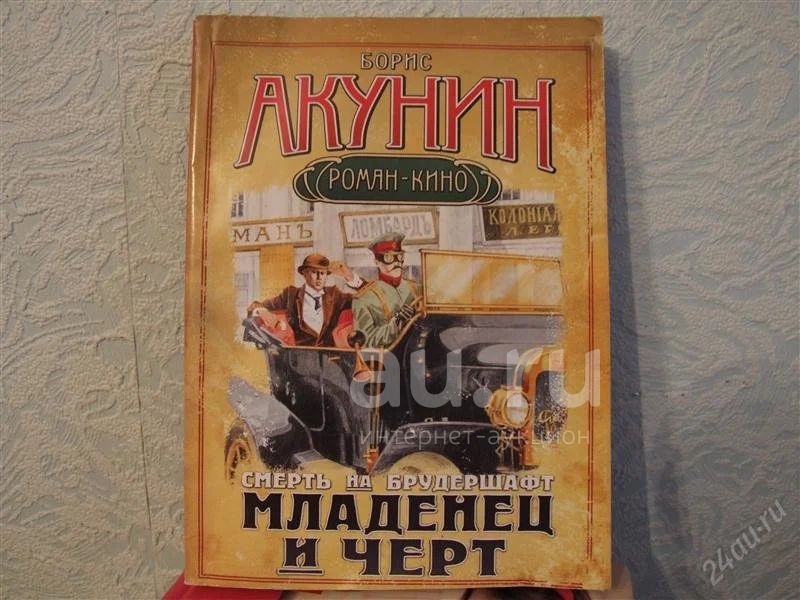 БОРИС
АКУНИН
РОМАН-КИНО
МАНЪ
ЛОМБАРДЪ
КОЛОНІАЛ
au.ru
интернет-аукцион
СМЕРТЬ НА БРУДЕРШАФТ
МЛАДЕНЕЦ
И ЧЕРТ
24au.ru